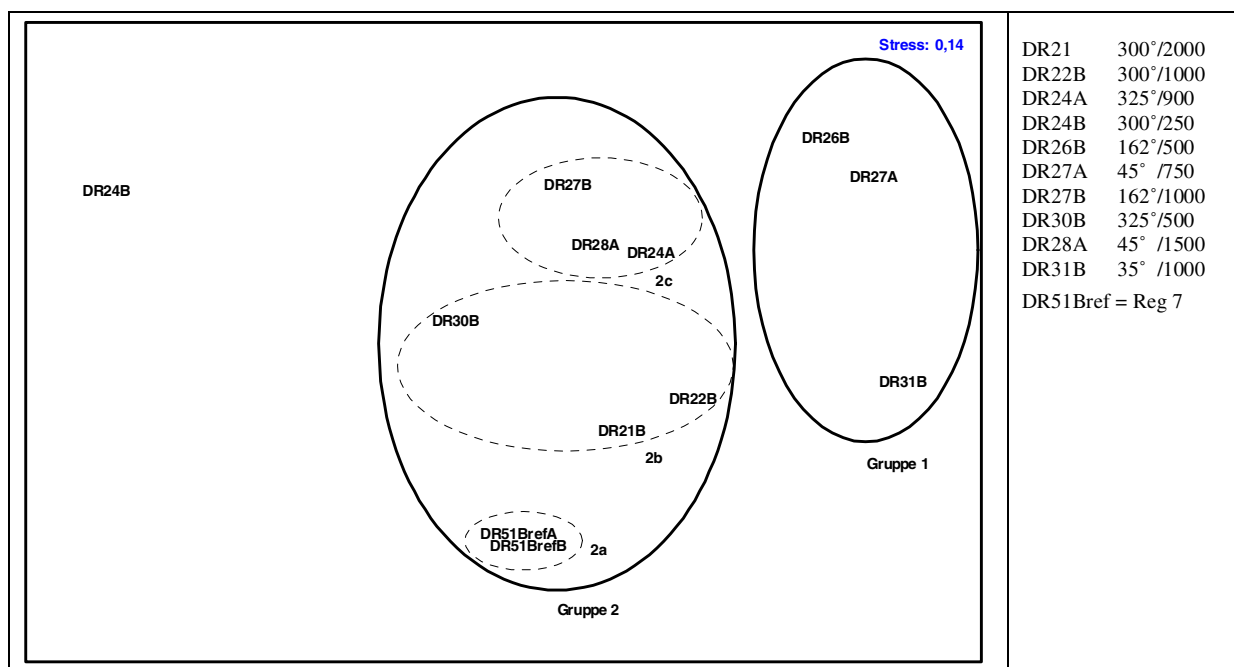 Stress: 0,14
DR26B
DR27A
DR24B
DR27B
DR28A
DR24A
2c
DR30B
DR31B
DR22B
DR21B
2b
Gruppe 1
DR51BrefA
DR51BrefB
2a
Gruppe 2
DR21 300°/2000
DR22B 300°/1000
DR24A 325°/900
DR24B 300°/250
DR26B 162°/500
DR27A 45° /750
DR27B 162°/1000
DR30B 325°/500
DR28A 45° /1500
DR31B 35° /1000
DR51Bref = Reg 7